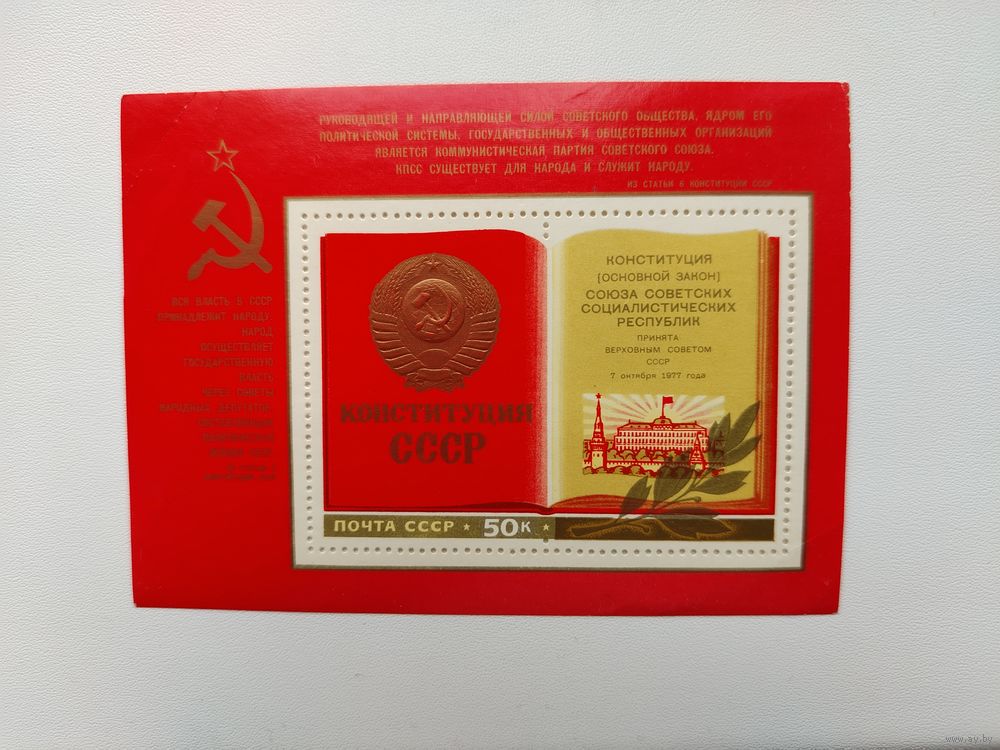 РУКОВОДЯЩЕЙ И НАПРАВЛЯЮЩЕЙ СИЛОЙ СОВЕТСКОГО ОБЩЕСТВА, ЯДРОМ ЕГО
ПОЛИТИЧЕСКОЙ СИСТЕМЫ, ГОСУДАРСТВЕННЫХ И ОБЩЕСТВЕННЫХ ОРГАНИЗАЦИЙ
ЯВЛЯЕТСЯ КОММУНИСТИЧЕСКАЯ ПАРТИЯ СОВЕТСКОГО СОЮЗА.
КПСС СУЩЕСТВУЕТ ДЛЯ НАРОДА И СЛУЖИТ НАРОДУ.
ИЗ СТАТЬИ 6 КОНСТИТУЦИИ СССР
ВСЯ ВЛАСТЬ В СССР
ПРИНАДЛЕЖИТ НАРОДУ.
НАРОД
ОСУЩЕСТВЛЯЕТ
ГОСУДАРСТВЕННУЮ
ВЛАСТЬ
ЧЕРЕЗ СОВЕТЫ
НАРОДНЫХ ДЕПУТАТОВ,
КОНСТИТУЦИЯ
СССР
КОНСТИТУЦИЯ
(ОСНОВНОЙ ЗАКОН)
СОЮЗА СОВЕТСКИХ
СОЦИАЛИСТИЧЕСКИХ
РЕСПУБЛИК
ПРИНЯТА
ВЕРХОВНЫМ СОВЕТОМ
СССР
7 октября 1977 года
ПОЧТА СССР ★ 50К ★
© www.ay.by